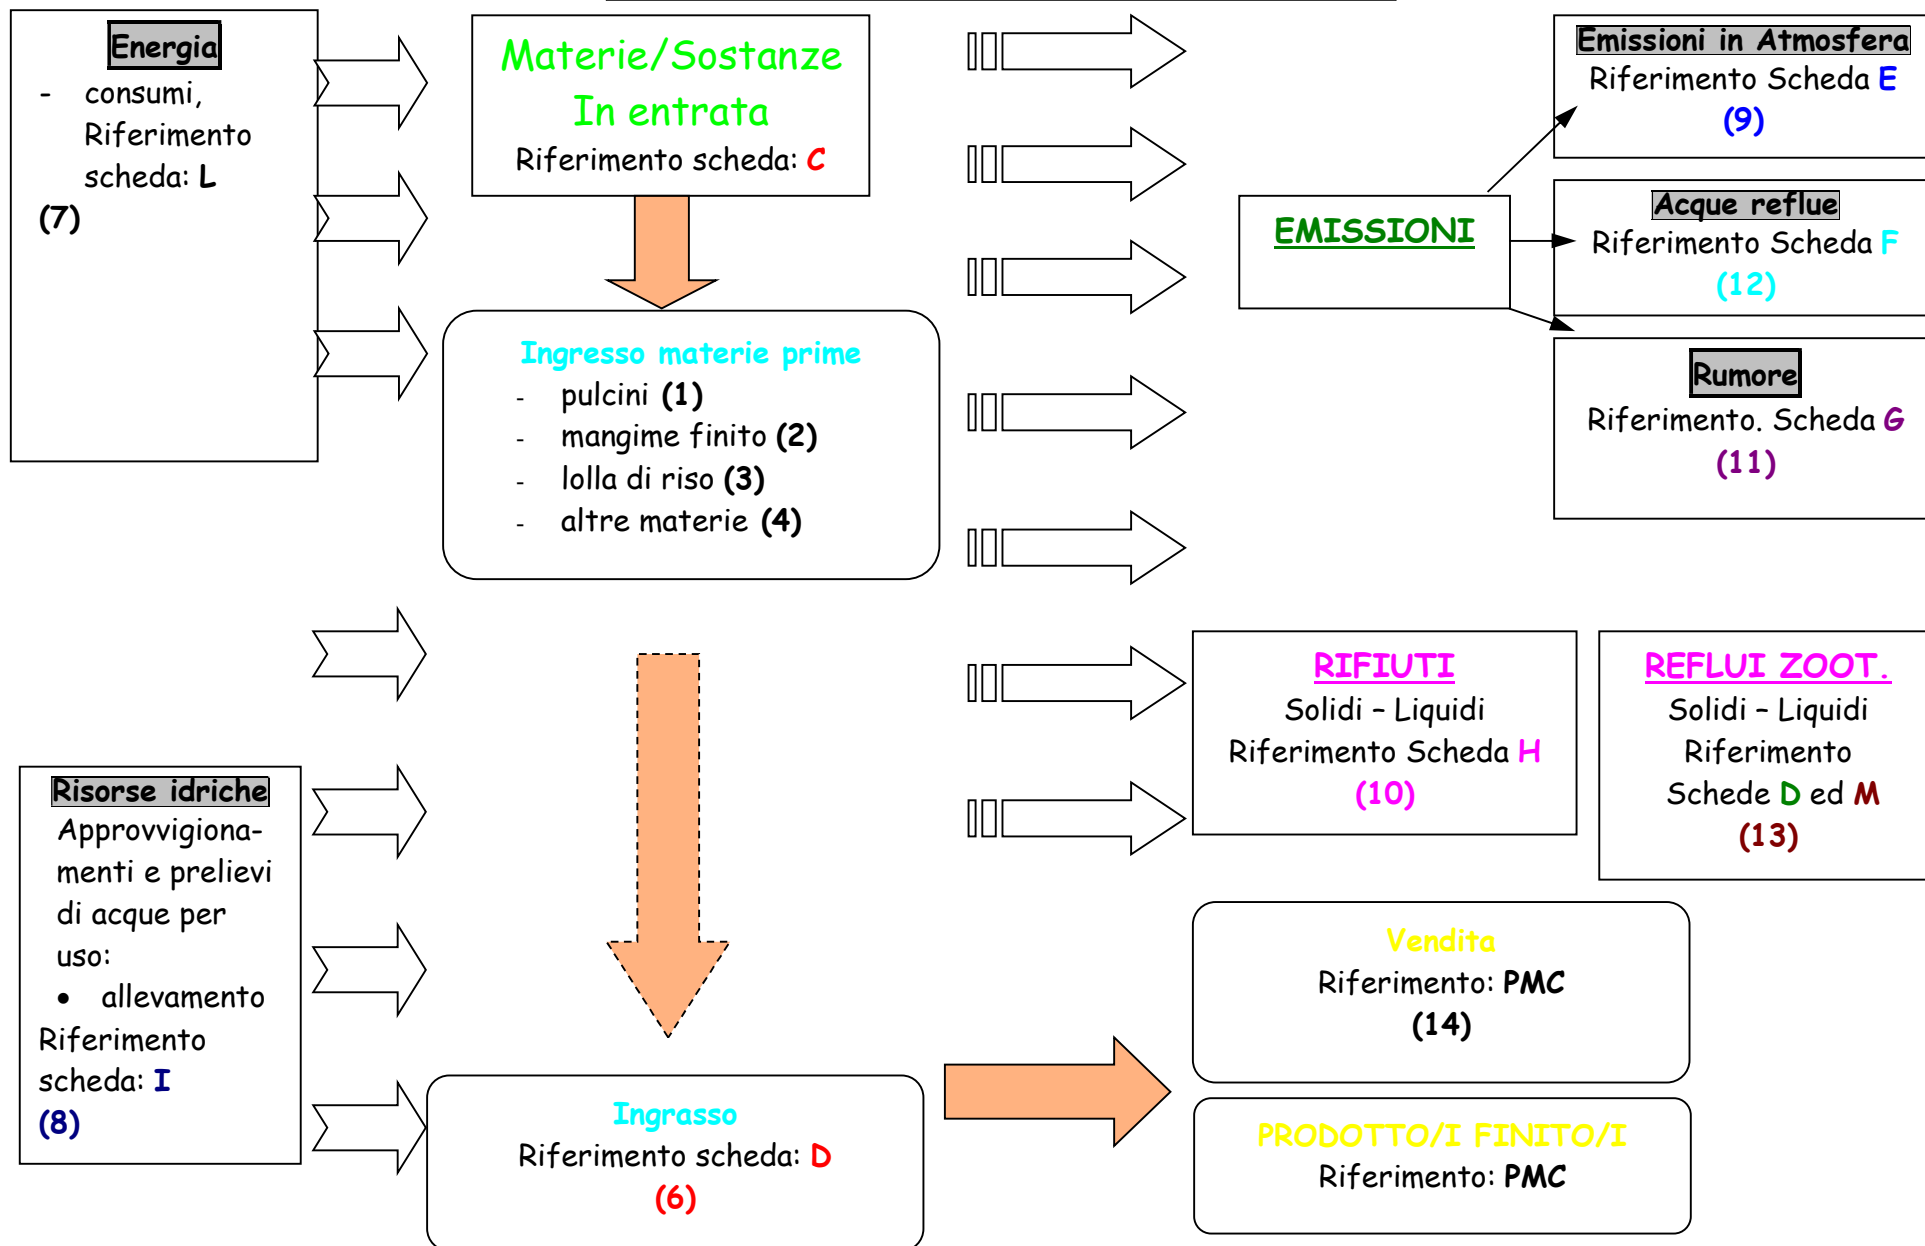 Energia
- consumi,
Riferimento
scheda: L
(7)
Materie/Sostanze
In entrata
Riferimento scheda: C
Ingresso materie prime
- pulcini (1)
- mangime finito (2)
- lolla di riso (3)
- altre materie (4)
EMISSIONI
Emissioni in Atmosfera
Riferimento Scheda E
(9)
Acque reflue
Riferimento Scheda F
(12)
Rumore
Riferimento. Scheda G
(11)
RIFIUTI
Solidi – Liquidi
Riferimento Scheda H
(10)
REFLUI ZOOT.
Solidi – Liquidi
Riferimento
Schede D ed M
(13)
Risorse idriche
Approvvigiona-
menti e prelievi
di acque per
uso:
• allevamento
Riferimento
scheda: I
(8)
Ingrasso
Riferimento scheda: D
(6)
Vendita
Riferimento: PMC
(14)
PRODOTTO/I FINITO/I
Riferimento: PMC